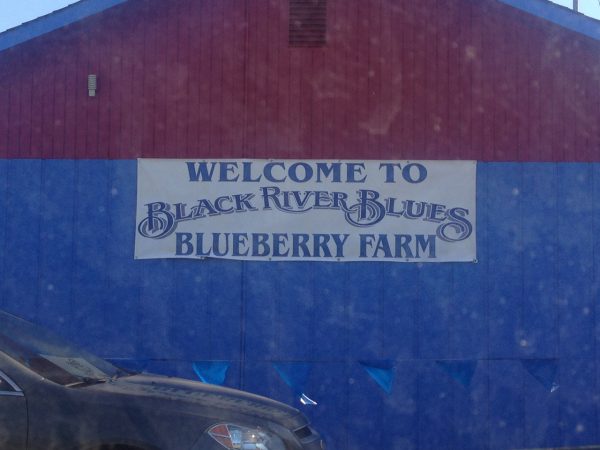 WELCOME TO
BLACK RIVER BLUES
BLUEBERRY FARM